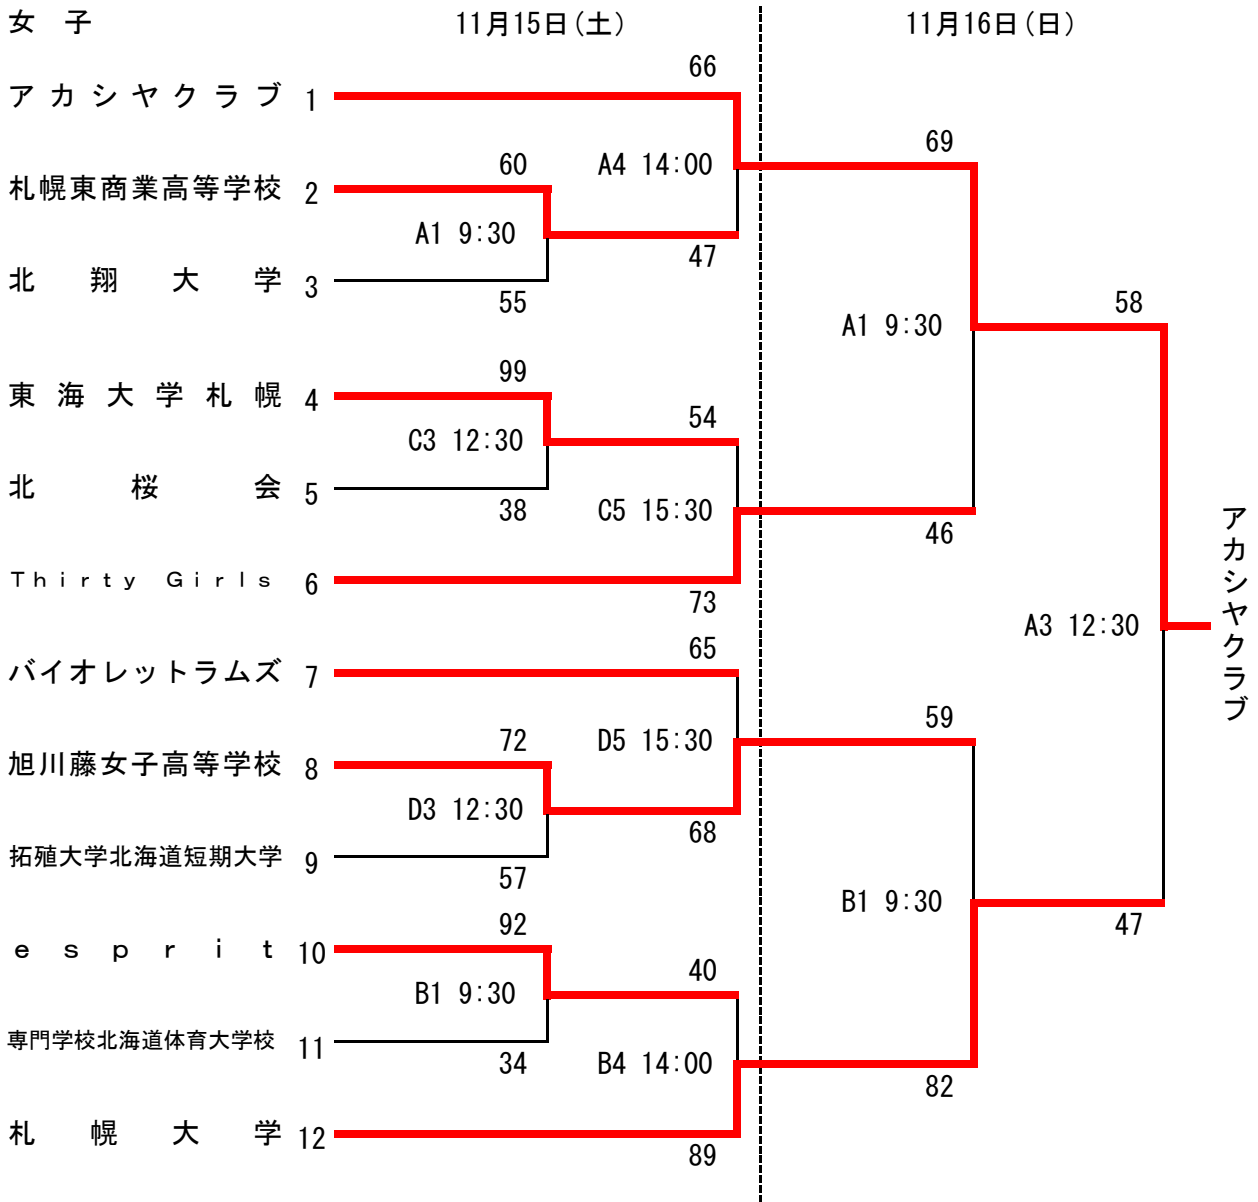 女子 11月15日(土) 11月16日(日)
66
アカシヤクラブ 1
69
60 A4 14:00
札幌東商業高等学校 2
A1 9:30
47
北翔大学 3
55 58
A1 9:30
99
東海大学札幌 4
54
C3 12:30
北桜会 5
38 C5 15:30
46
アカシヤクラブ
Thirty Girls 6
73
A3 12:30
65
バイオレットラムズ 7
59
72 D5 15:30
旭川藤女子高等学校 8
D3 12:30
68
拓殖大学北海道短期大学 9
57
B1 9:30
92 47
esprit 10
40
B1 9:30
専門学校北海道体育大学校 11
34 B4 14:00
82
札幌大学 12
89